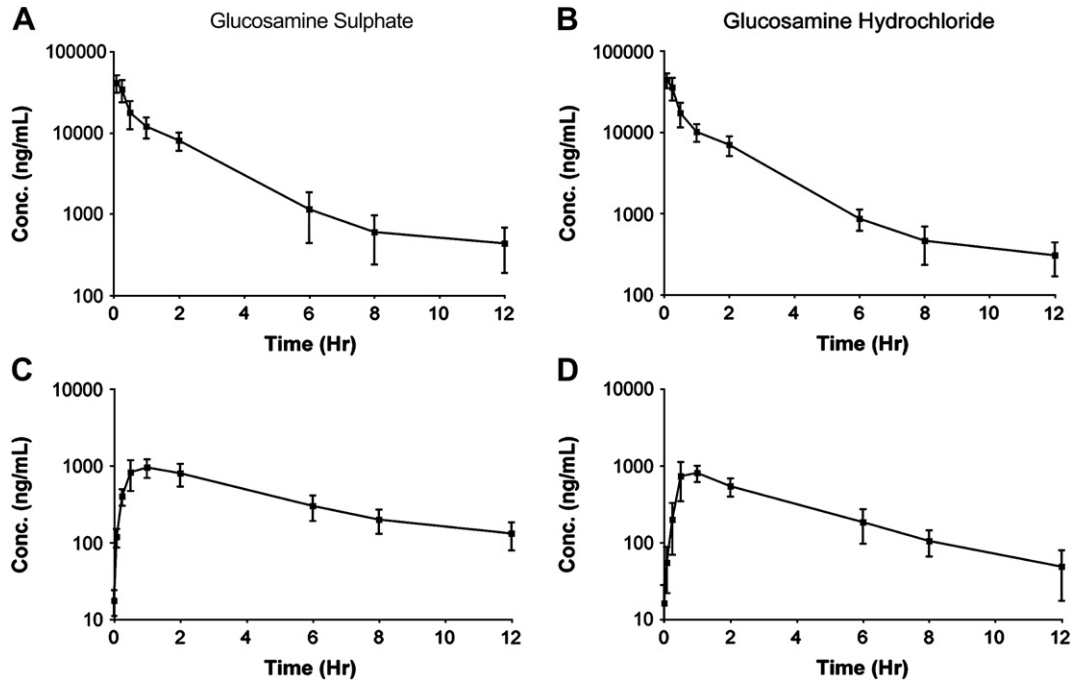 A
Glucosamine Sulphate
Conc. (ng/mL)
100000
10000
1000
100
0 2 4 6 8 10 12
Time (Hr)
B
Glucosamine Hydrochloride
Conc. (ng/mL)
100000
10000
1000
100
0 2 4 6 8 10 12
Time (Hr)
C
Conc. (ng/mL)
10000
1000
100
10
0 2 4 6 8 10 12
Time (Hr)
D
Conc. (ng/mL)
10000
1000
100
10
0 2 4 6 8 10 12
Time (Hr)